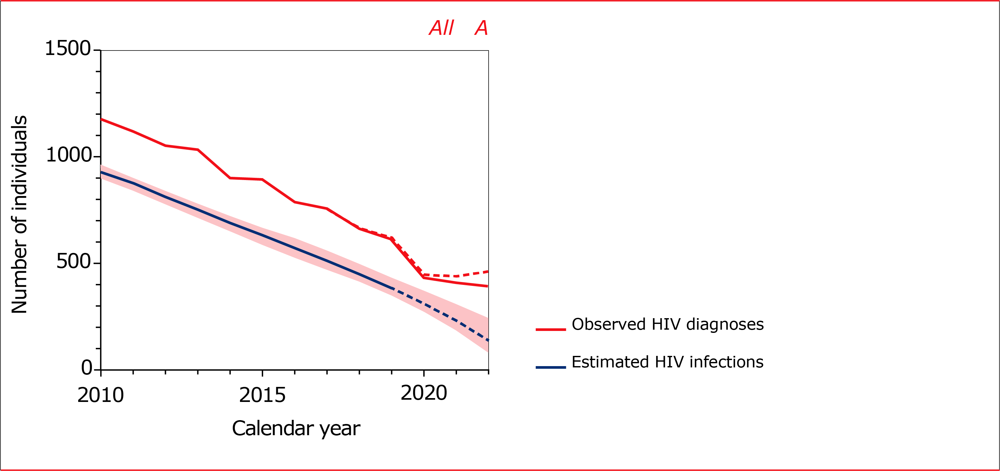 All A
1500
1000
500
0
Number of individuals
2010 2015 2020
Calendar year
Observed HIV diagnoses
Estimated HIV infections